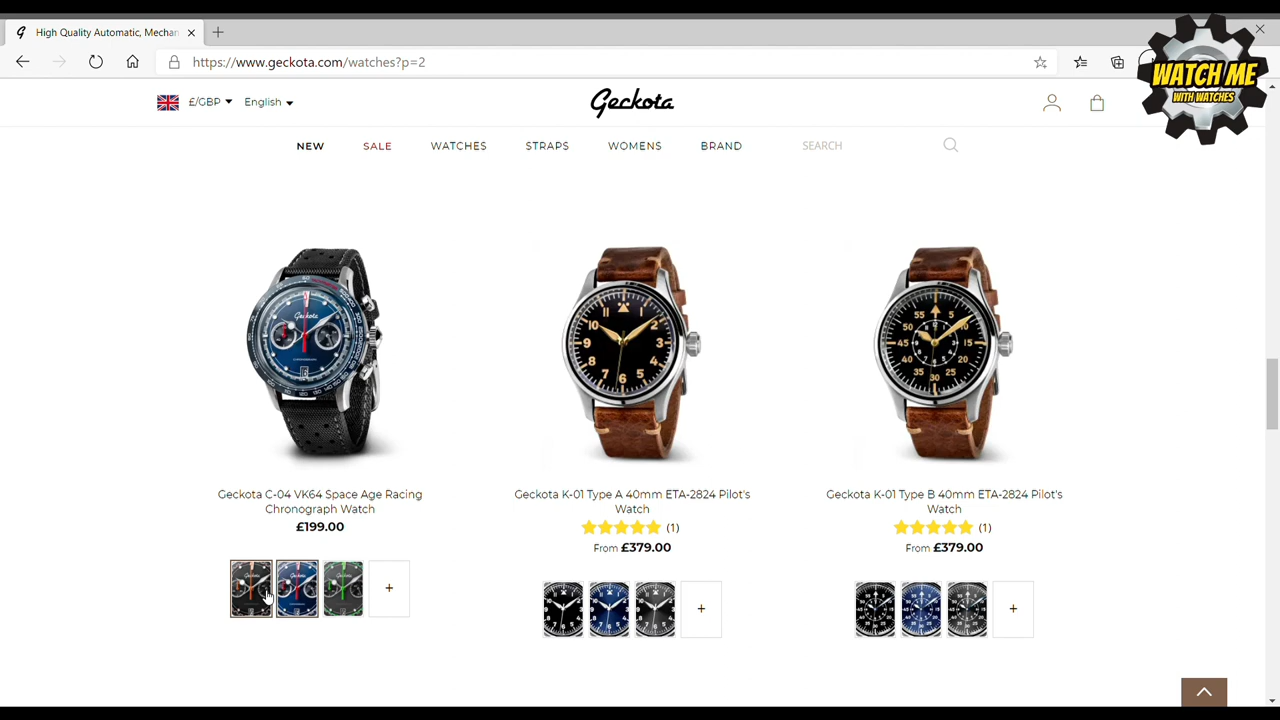 High Quality Automatic, Mechan
https://www.geckota.com/watches?p=2
WATCH ME
WITH WATCHES
£/GBP
English
Geckota
NEW
SALE
WATCHES
STRAPS
WOMENS
BRAND
SEARCH
Geckota C-04 VK64 Space Age Racing
Chronograph Watch
£199.00
+
Geckota K-01 Type A 40mm ETA-2824 Pilot's
Watch
(1)
From £379.00
+
Geckota K-01 Type B 40mm ETA-2824 Pilot's
Watch
(1)
From £379.00
+